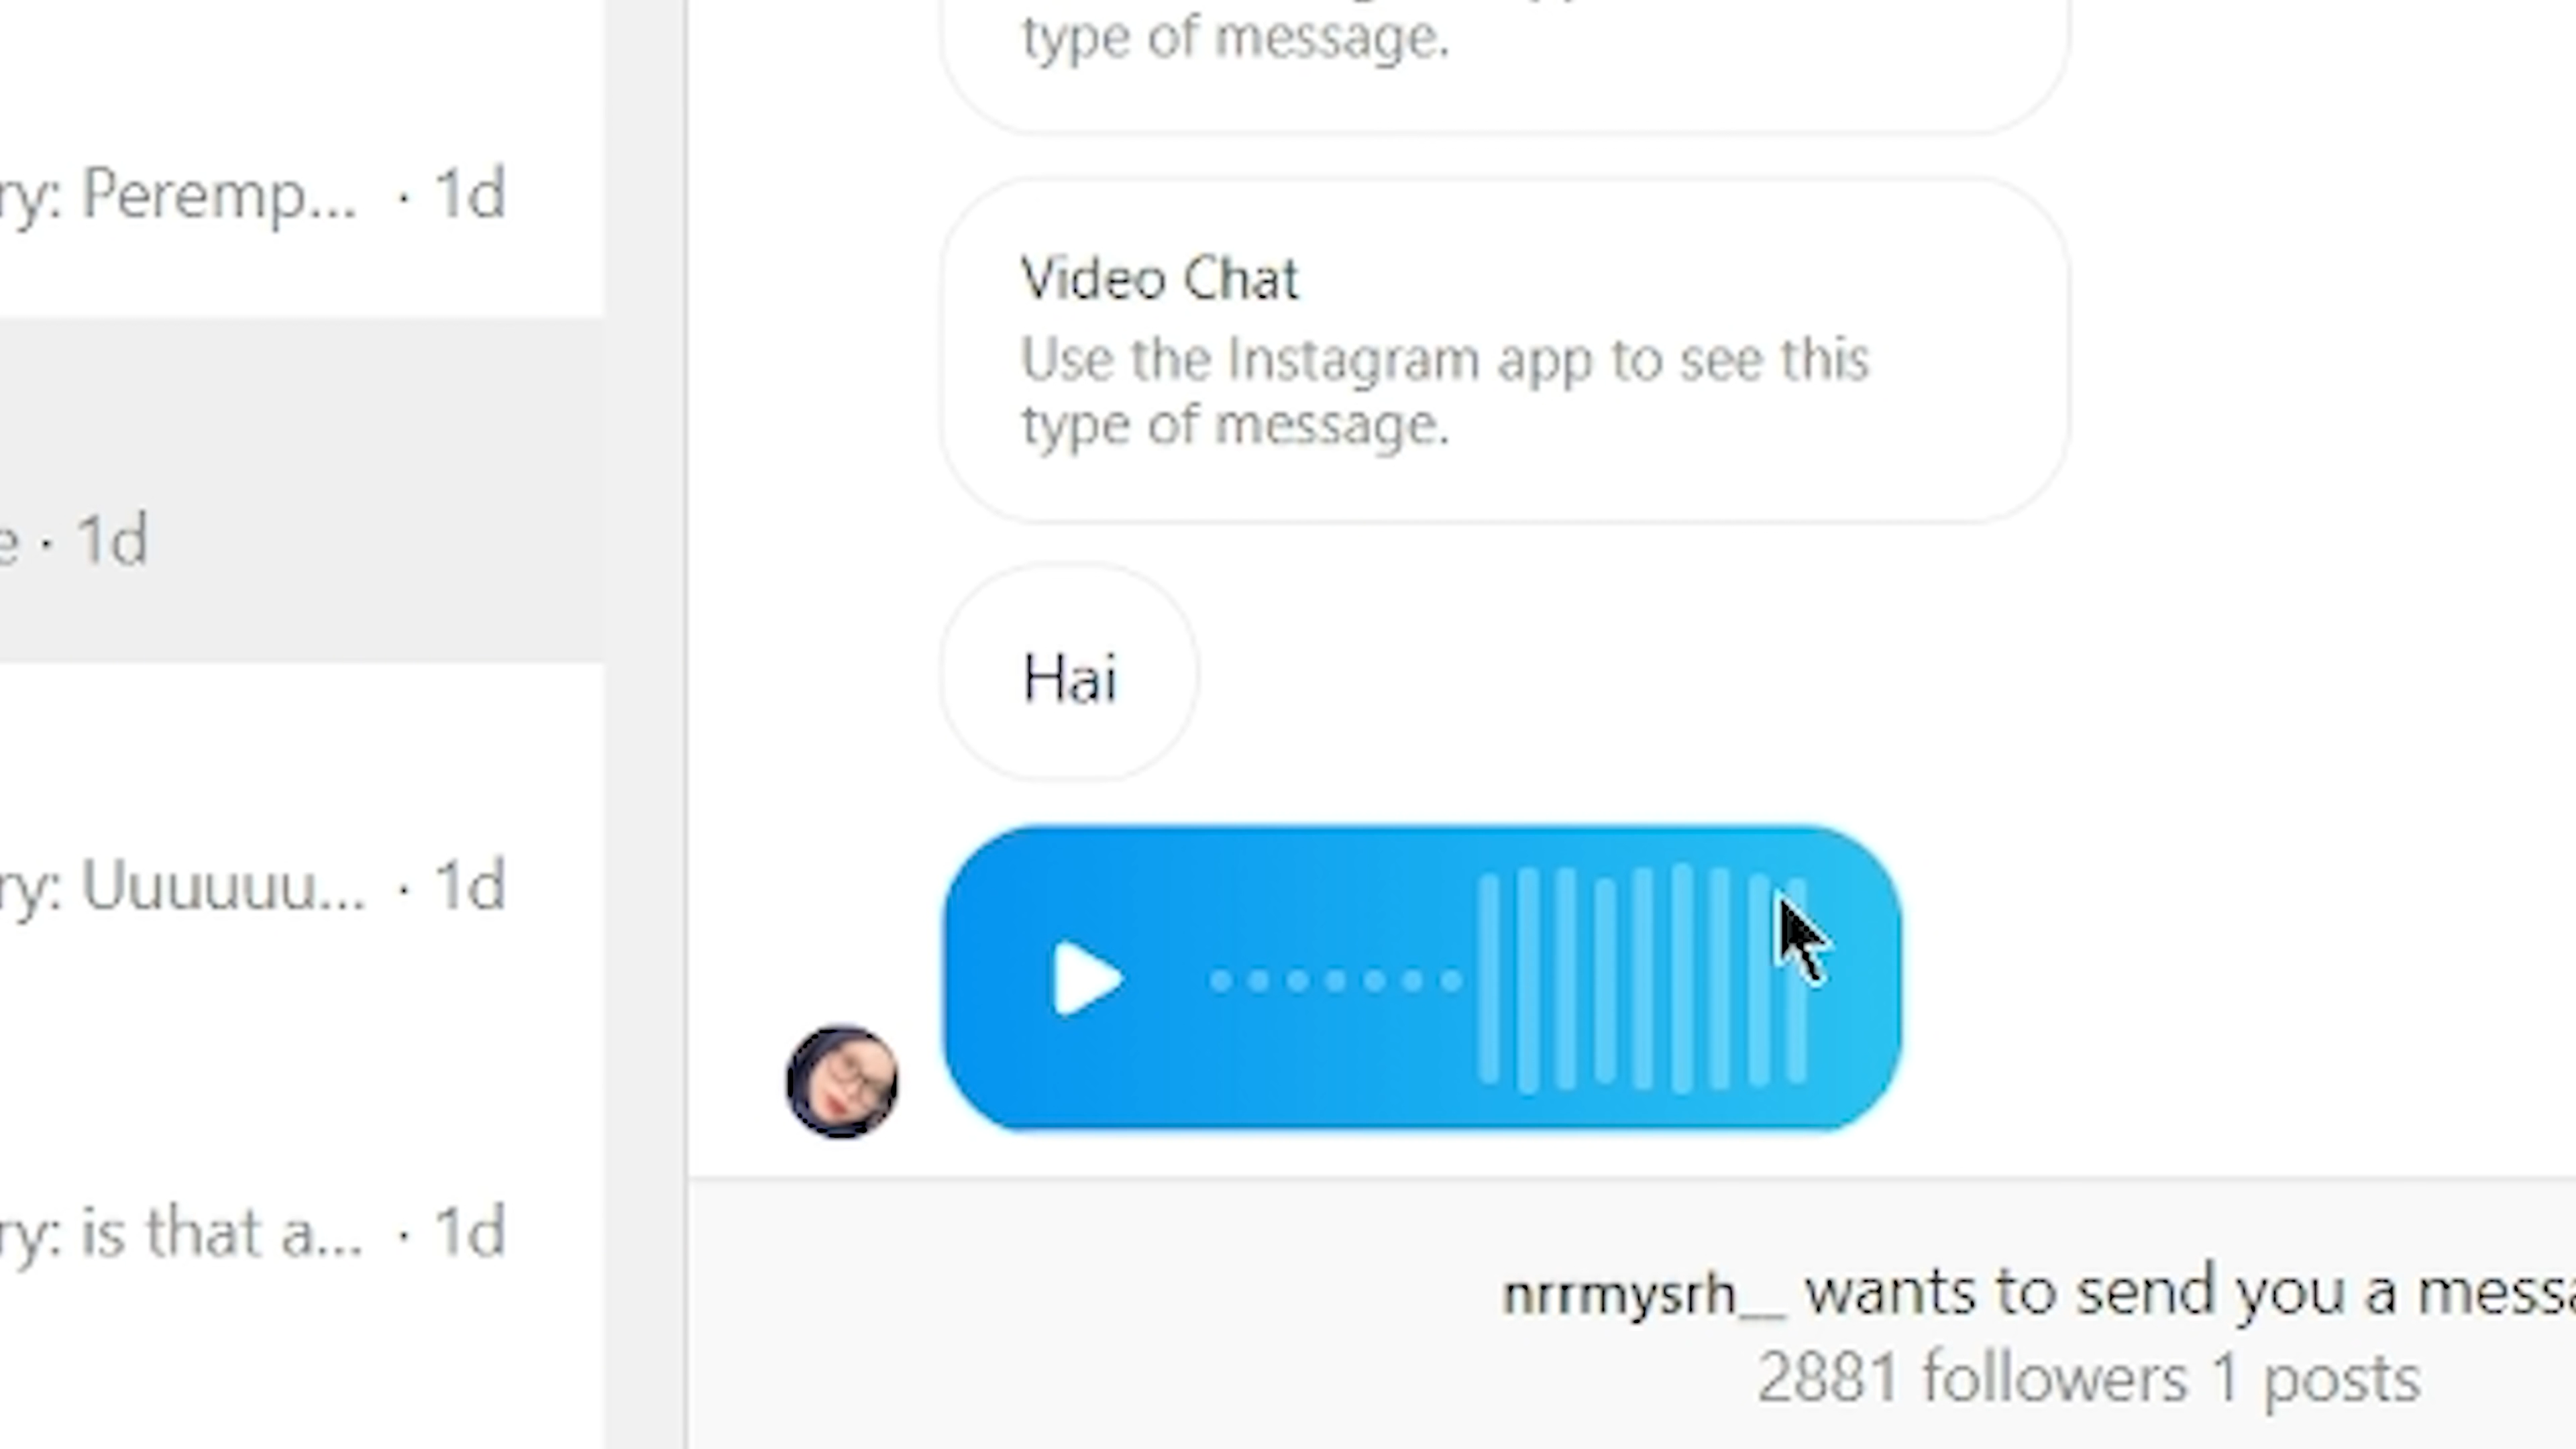 ry: Peremp... · 1d
e · 1d
ry: Uuuuuu... · 1d
ry: is that a... · 1d
type of message.
Video Chat
Use the Instagram app to see this
type of message.
Hai
nrrmysrh__ wants to send you a messa
2881 followers 1 posts